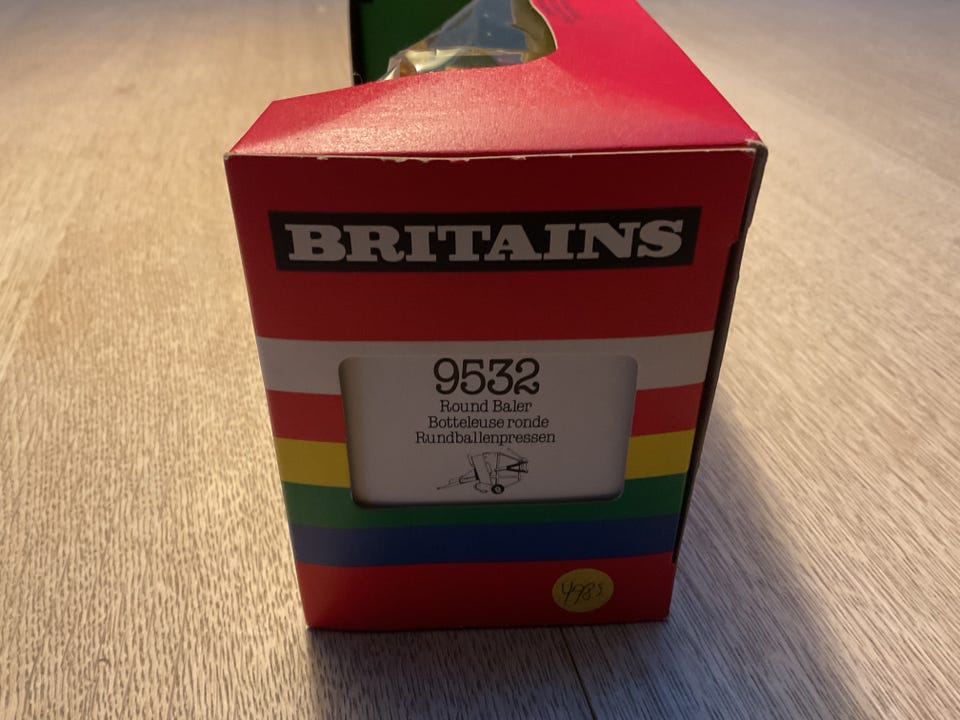 BRITAINS
9532
Round Baler
Botteleuse ronde
Rundballenpressen